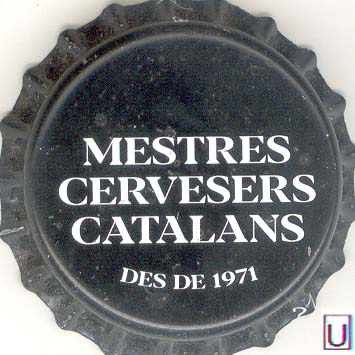 MESTRES
CERVESERS
CATALANS
DES DE 1971
U